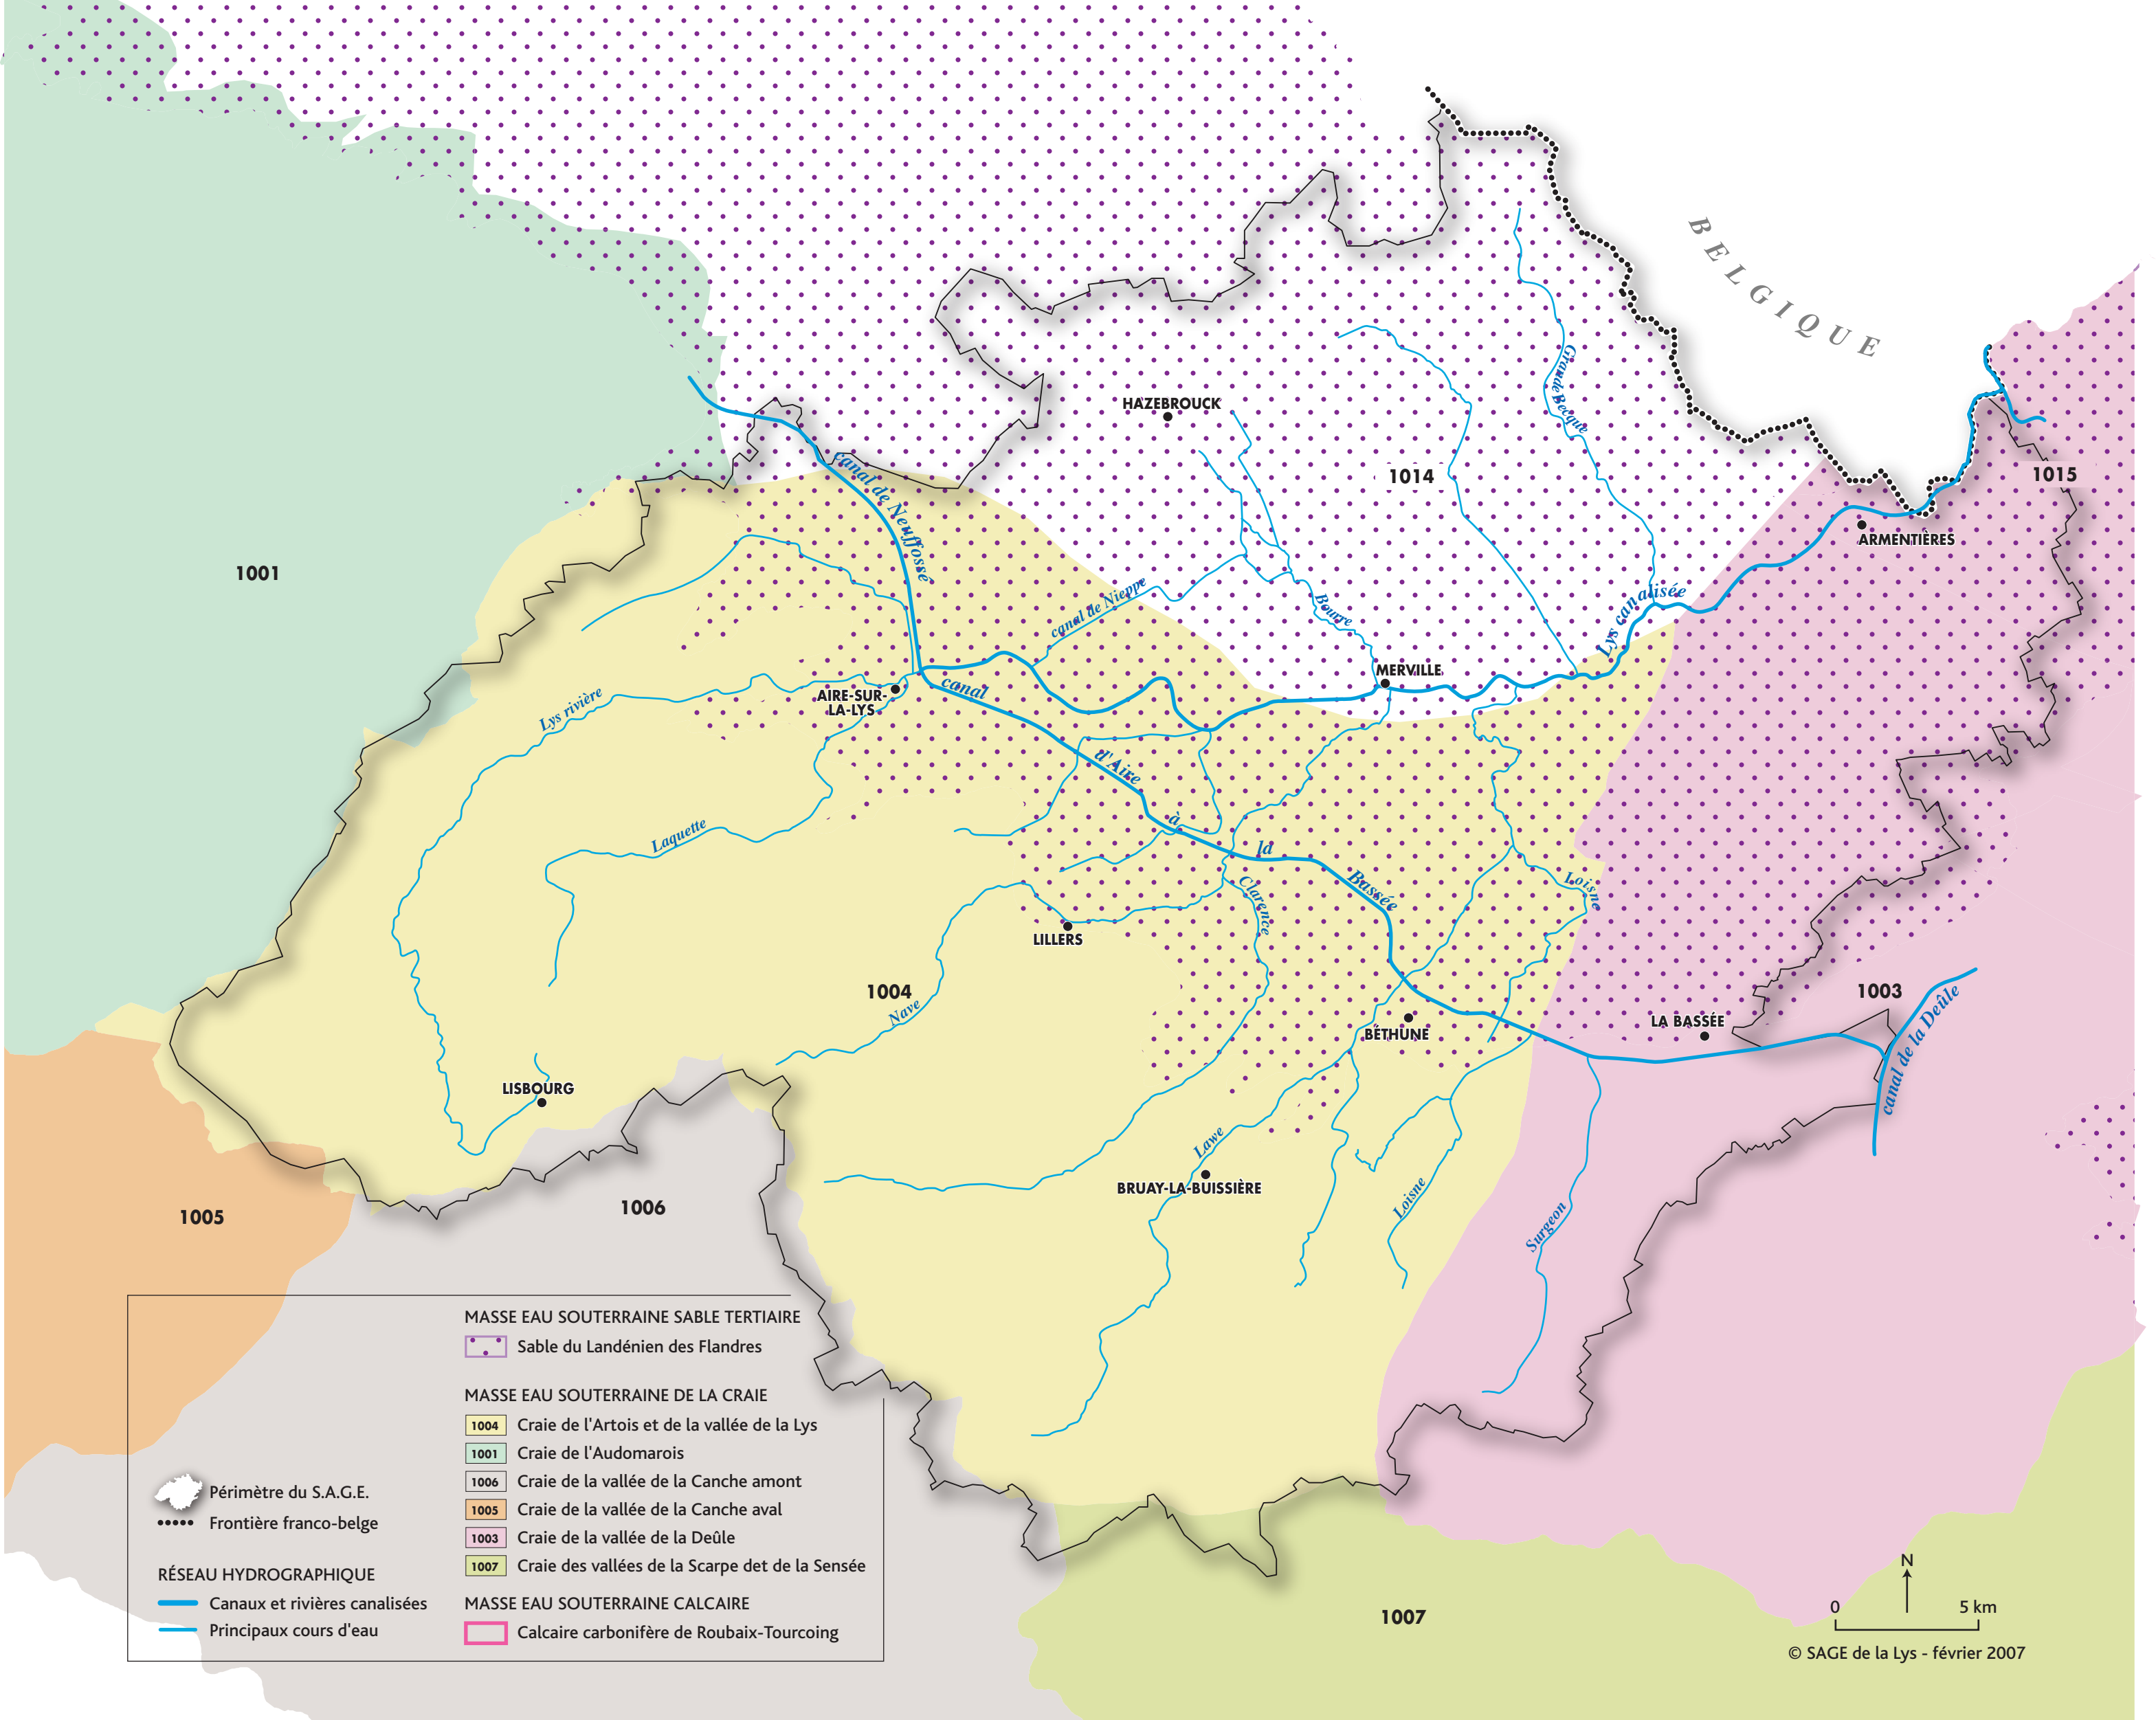 BELGIQUE
Grande Becque
HAZEBROUCK
canal de Neuffosse
1014
1015
ARMENTIÈRES
1001
canal de Nieppe
Bourre
Lys canalisée
MERVILLE
Lys rivière
AIRE-SUR-
LA-LYS
canal
d'Aire
à
la
Bassée
Laquette
Clarence
Loisne
LILLERS
1004
Nave
1003
canal de la Deûle
LA BASSÉE
BÉTHUNE
LISBOURG
Lawe
BRUAY-LA-BUISSIÈRE
Loisne
Surgeon
1005
1006
1007
MASSE EAU SOUTERRAINE SABLE TERTIAIRE
Sable du Landénien des Flandres
MASSE EAU SOUTERRAINE DE LA CRAIE
1004 Craie de l'Artois et de la vallée de la Lys
1001 Craie de l'Audomarois
1006 Craie de la vallée de la Canche amont
1005 Craie de la vallée de la Canche aval
1003 Craie de la vallée de la Deûle
1007 Craie des vallées de la Scarpe det de la Sensée
MASSE EAU SOUTERRAINE CALCAIRE
Calcaire carbonifère de Roubaix-Tourcoing
Périmètre du S.A.G.E.
Frontière franco-belge
RÉSEAU HYDROGRAPHIQUE
Canaux et rivières canalisées
Principaux cours d'eau
N
0 5 km
© SAGE de la Lys - février 2007